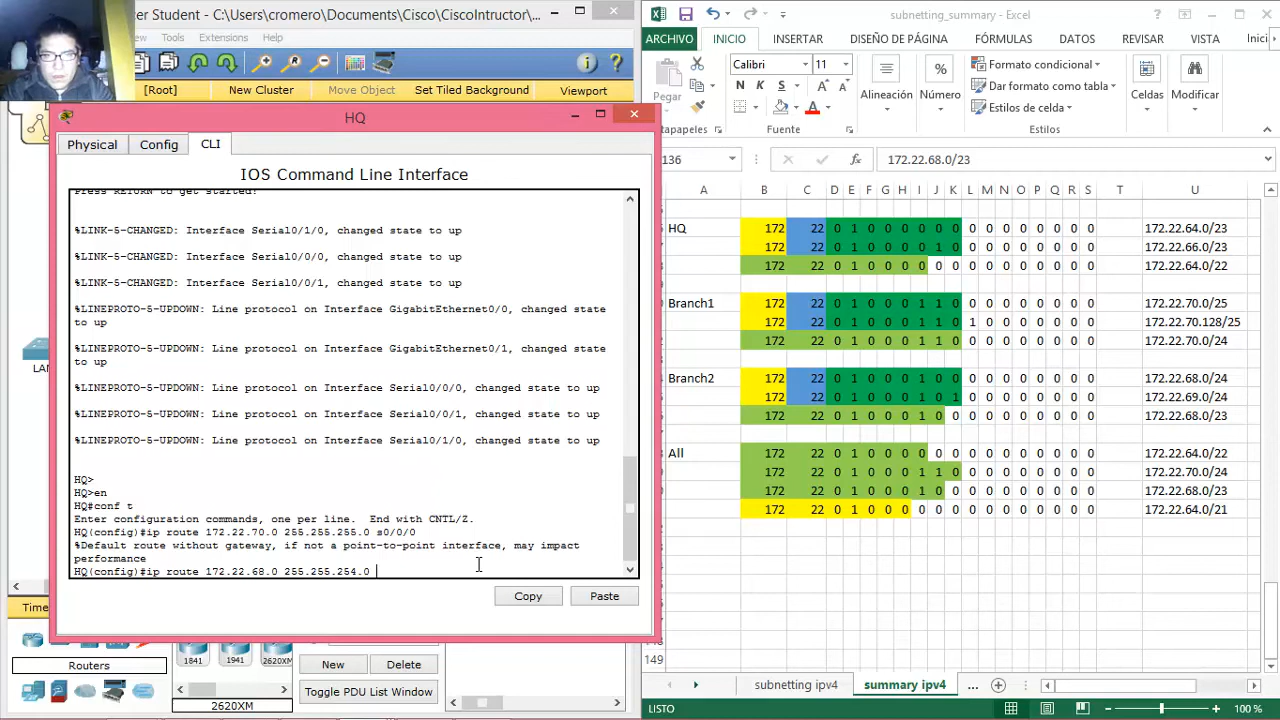 ter Student - C:\Users\cromero\Documents\Cisco\CiscoIntructor\...
ew Tools Extensions Help
[Root] New Cluster Move Object Set Tiled Background Viewport
HQ
Physical Config CLI
IOS Command Line Interface
Press RETURN to get started!
%LINK-5-CHANGED: Interface Serial0/1/0, changed state to up
%LINK-5-CHANGED: Interface Serial0/0/0, changed state to up
%LINK-5-CHANGED: Interface Serial0/0/1, changed state to up
%LINEPROTO-5-UPDOWN: Line protocol on Interface GigabitEthernet0/0, changed state
to up
%LINEPROTO-5-UPDOWN: Line protocol on Interface GigabitEthernet0/1, changed state
to up
%LINEPROTO-5-UPDOWN: Line protocol on Interface Serial0/0/0, changed state to up
%LINEPROTO-5-UPDOWN: Line protocol on Interface Serial0/0/1, changed state to up
%LINEPROTO-5-UPDOWN: Line protocol on Interface Serial0/1/0, changed state to up
HQ>
HQ>en
HQ#conf t
Enter configuration commands, one per line. End with CNTL/Z.
HQ(config)#ip route 172.22.70.0 255.255.255.0 s0/0/0
%Default route without gateway, if not a point-to-point interface, may impact
performance
HQ(config)#ip route 172.22.68.0 255.255.254.0
Copy Paste
LAN
Time
Routers
1841 1941 2620XM
2620XM
New Delete
Toggle PDU List Window
subnetting_summary - Excel
ARCHIVO INICIO INSERTAR DISEÑO DE PÁGINA FÓRMULAS DATOS REVISAR VISTA Inici
Pegar
Calibri 11
N K S
Alineación Número
Formato condicional
Dar formato como tabla
Estilos de celda
Celdas Modificar
apapeles Fuente Estilos
136 172.22.68.0/23
A B C D E F G H I J K L M N O P Q R S T U
HQ 172 22 0 1 0 0 0 0 0 0 0 0 0 0 0 0 0 0 172.22.64.0/23
172 22 0 1 0 0 0 0 1 0 0 0 0 0 0 0 0 0 172.22.66.0/23
172 22 0 1 0 0 0 0 0 0 0 0 0 0 0 0 0 0 172.22.64.0/22
Branch1 172 22 0 1 0 0 0 1 1 0 0 0 0 0 0 0 0 0 172.22.70.0/25
172 22 0 1 0 0 0 1 1 0 1 0 0 0 0 0 0 0 172.22.70.128/25
172 22 0 1 0 0 0 1 1 0 0 0 0 0 0 0 0 0 172.22.70.0/24
Branch2 172 22 0 1 0 0 0 1 0 0 0 0 0 0 0 0 0 0 172.22.68.0/24
172 22 0 1 0 0 0 1 0 1 0 0 0 0 0 0 0 0 172.22.69.0/24
172 22 0 1 0 0 0 1 0 0 0 0 0 0 0 0 0 0 172.22.68.0/23
All 172 22 0 1 0 0 0 0 0 0 0 0 0 0 0 0 0 0 172.22.64.0/22
172 22 0 1 0 0 0 1 1 0 0 0 0 0 0 0 0 0 172.22.70.0/24
172 22 0 1 0 0 0 1 0 0 0 0 0 0 0 0 0 0 172.22.68.0/23
172 22 0 1 0 0 0 0 0 0 0 0 0 0 0 0 0 0 172.22.64.0/21
149
subnetting ipv4 summary ipv4 ...
LISTO 100 %